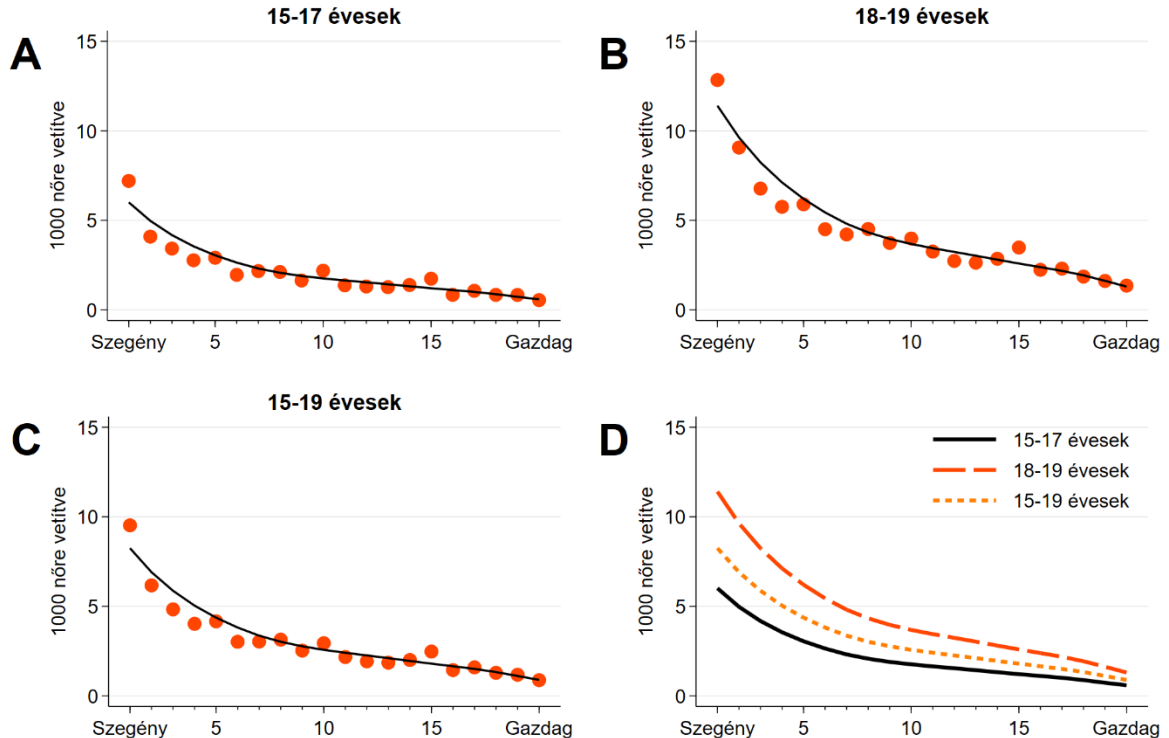 15-17 évesek
A
15
10
5
0
1000 nőre vetítve
Szegény 5 10 15 Gazdag
18-19 évesek
B
15
10
5
0
1000 nőre vetítve
Szegény 5 10 15 Gazdag
15-19 évesek
C
15
10
5
0
1000 nőre vetítve
Szegény 5 10 15 Gazdag
D
15-17 évesek
18-19 évesek
15-19 évesek
15
10
5
0
1000 nőre vetítve
Szegény 5 10 15 Gazdag